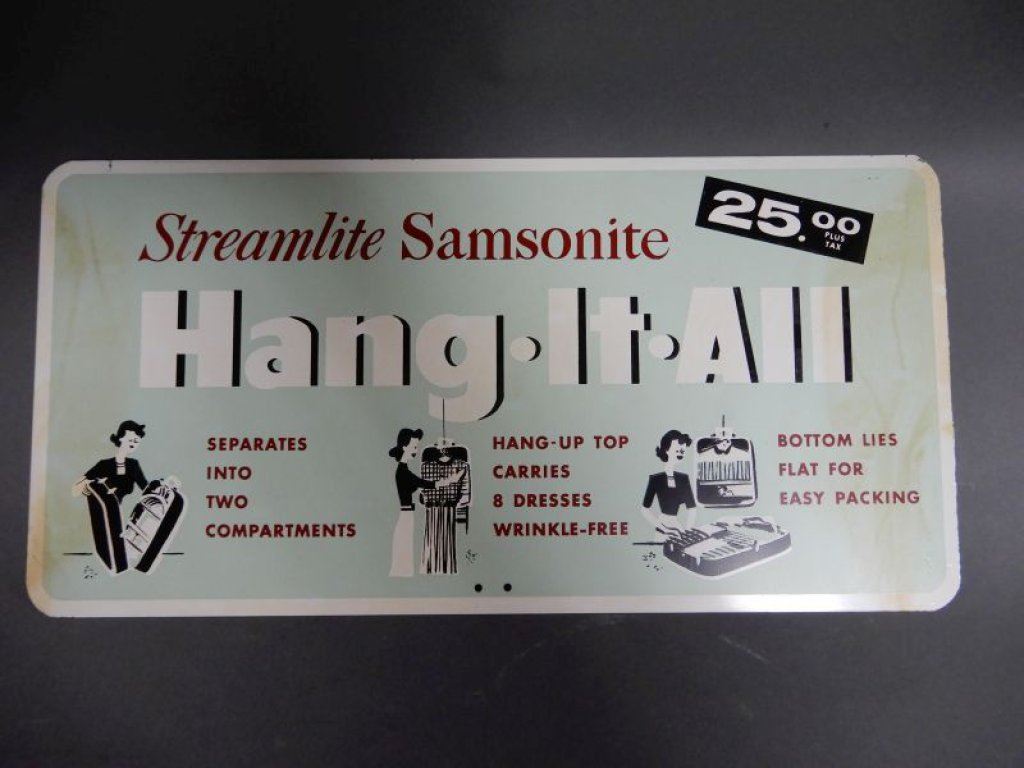 Streamlite Samsonite
25.00
PLUS
TAX
Hang·It·All
SEPARATES
INTO
TWO
COMPARTMENTS
HANG-UP TOP
CARRIES
8 DRESSES
WRINKLE-FREE
BOTTOM LIES
FLAT FOR
EASY PACKING